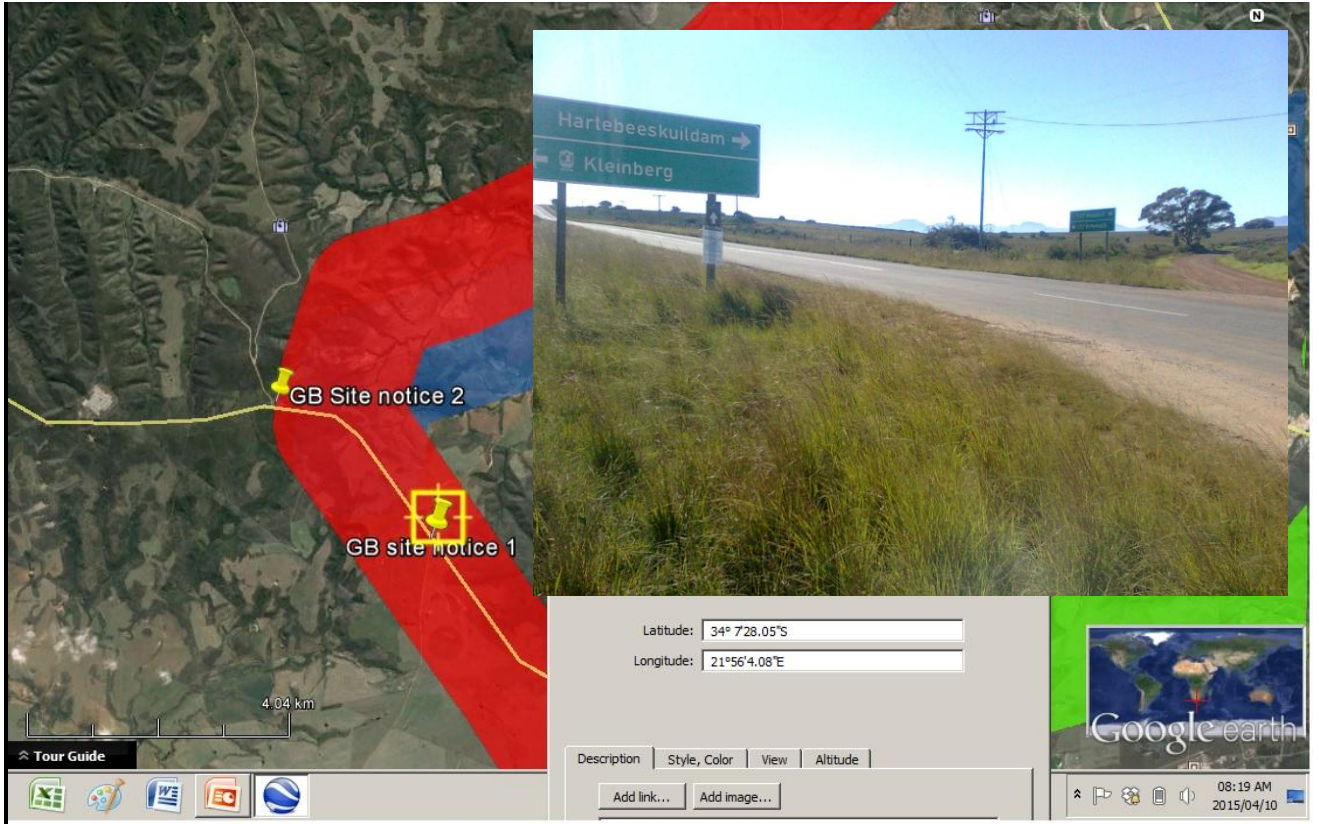 N
Hartebeeskuildam
Kleinberg
GB Site notice 2
GB site notice 1
Latitude: 34° 7'28.05"S
Longitude: 21°56'4.08"E
4.04 km
Google earth
Tour Guide
Description Style, Color View Altitude
Add link... Add image...
08:19 AM
2015/04/10